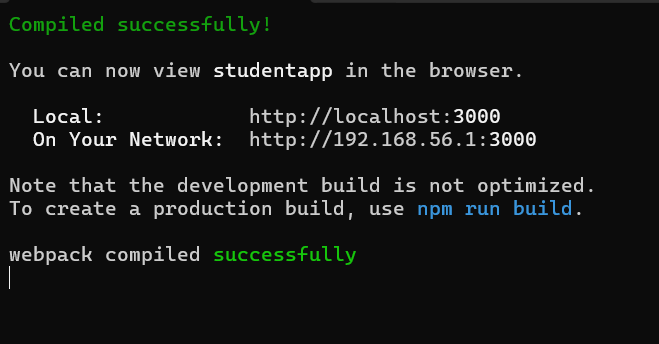 Compiled successfully!
You can now view studentapp in the browser.
Local: http://localhost:3000
On Your Network: http://192.168.56.1:3000
Note that the development build is not optimized.
To create a production build, use npm run build.
webpack compiled successfully